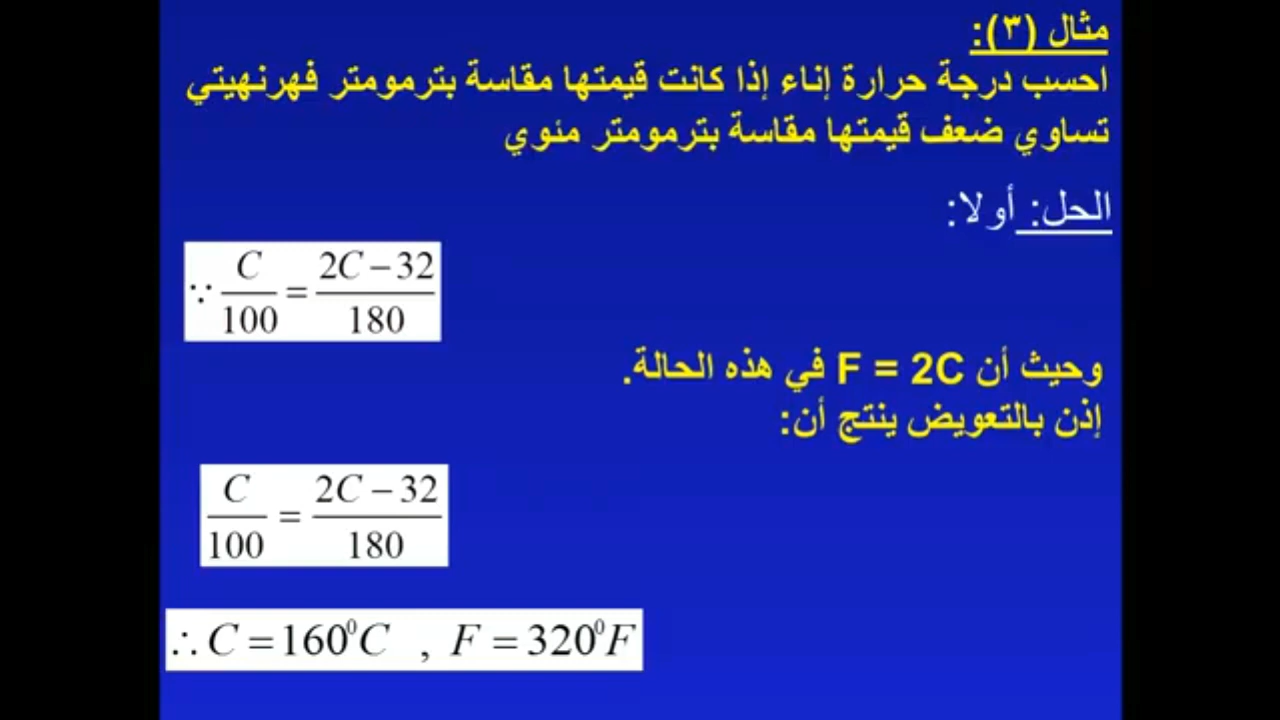 مثال (٣):
احسب درجة حرارة إناء إذا كانت قيمتها مقاسة بترمومتر فهرنهيتي
تساوي ضعف قيمتها مقاسة بترمومتر مئوي
الحل: أولا:
∵ C/100 = (2C − 32)/180
وحيث أن F = 2C في هذه الحالة.
إذن بالتعويض ينتج أن:
C/100 = (2C − 32)/180
∴ C = 160⁰C , F = 320⁰F